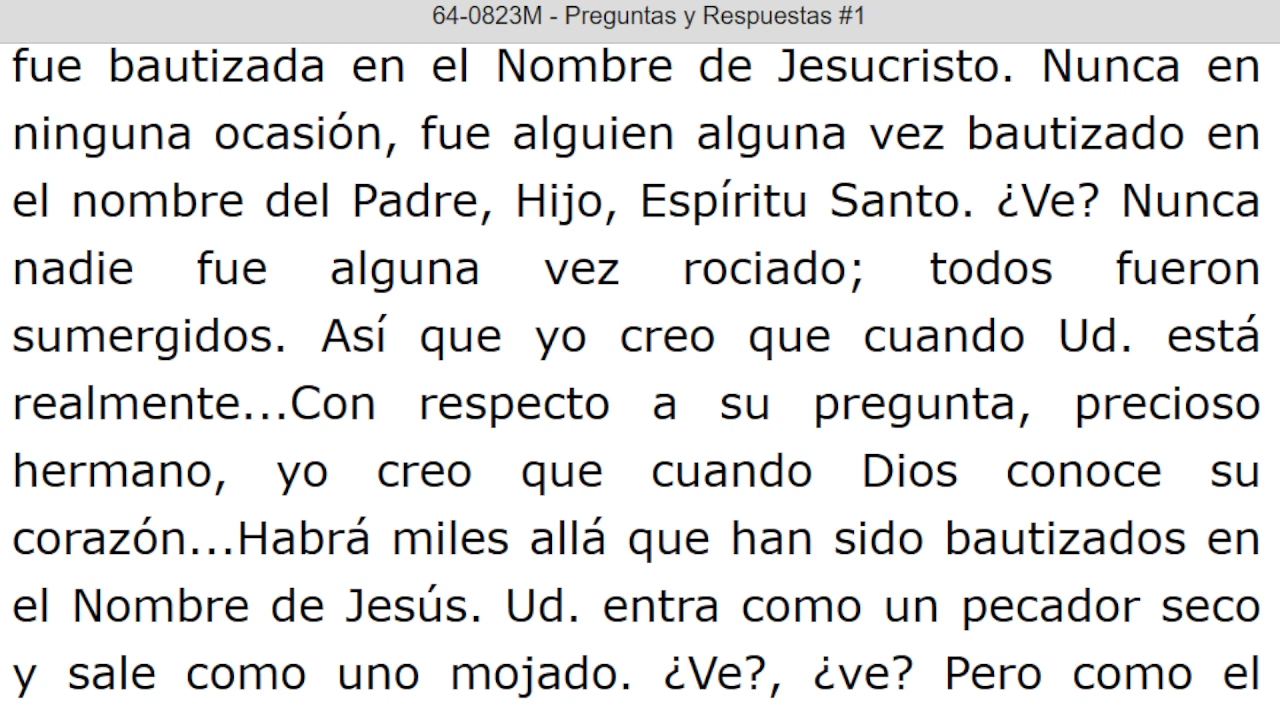 64-0823M - Preguntas y Respuestas #1
fue bautizada en el Nombre de Jesucristo. Nunca en
ninguna ocasión, fue alguien alguna vez bautizado en
el nombre del Padre, Hijo, Espíritu Santo. ¿Ve? Nunca
nadie fue alguna vez rociado; todos fueron
sumergidos. Así que yo creo que cuando Ud. está
realmente...Con respecto a su pregunta, precioso
hermano, yo creo que cuando Dios conoce su
corazón...Habrá miles allá que han sido bautizados en
el Nombre de Jesús. Ud. entra como un pecador seco
y sale como uno mojado. ¿Ve?, ¿ve? Pero como el